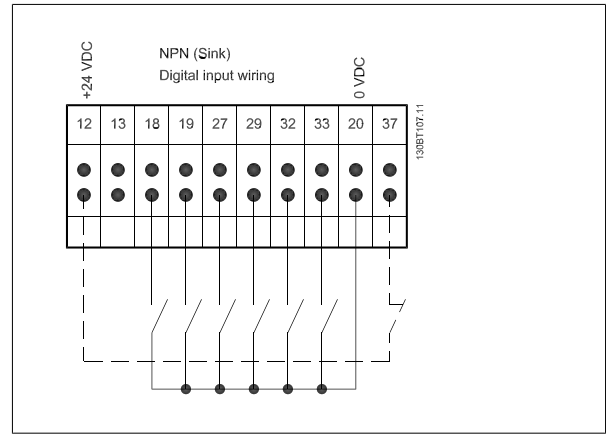 +24 VDC
NPN (Sink)
Digital input wiring
0 VDC
12 13 18 19 27 29 32 33 20 37
130BT107.11